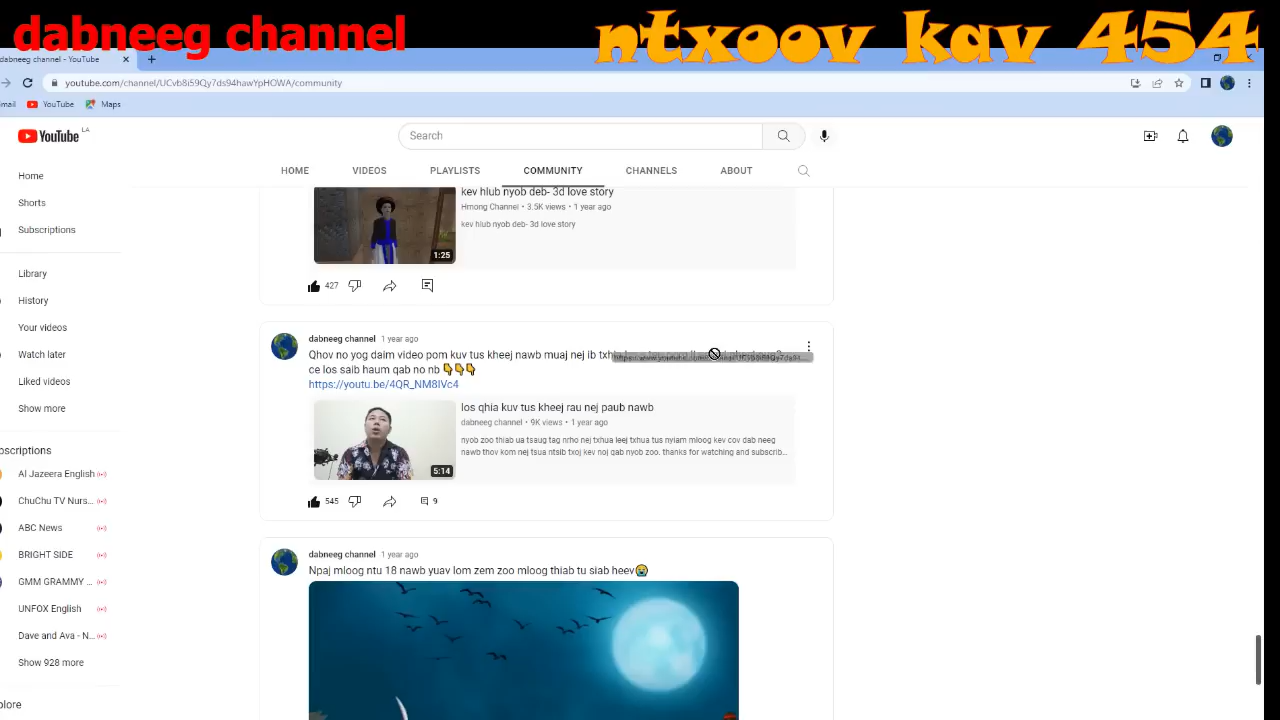 dabneeg channel
ntxoov kav 454
dabneeg channel - YouTube
youtube.com/channel/UCvb8i59Qy7ds94hawYpHOWA/community
mail YouTube Maps
YouTube LA
Search
HOME VIDEOS PLAYLISTS COMMUNITY CHANNELS ABOUT
Home
Shorts
Subscriptions
Library
History
Your videos
Watch later
Liked videos
Show more
bscriptions
Al Jazeera English
ChuChu TV Nurs...
ABC News
BRIGHT SIDE
GMM GRAMMY ...
UNFOX English
Dave and Ava - N...
Show 928 more
plore
kev hlub nyob deb- 3d love story
Hmong Channel • 3.5K views • 1 year ago
kev hlub nyob deb- 3d love story
1:25
427
dabneeg channel 1 year ago
Qhov no yog daim video pom kuv tus kheej nawb muaj nej ib
ce los saib haum qab no nb 👇👇👇
https://youtu.be/4QR_NM8IVc4
los qhia kuv tus kheej rau nej paub nawb
dabneeg channel • 9K views • 1 year ago
nyob zoo thiab ua tsaug tag nrho nej txhua leej txhua tus nyiam mloog kev cov dab neeg
nawb thov kom nej tsua ntsib txoj kev noj qab nyob zoo. thanks for watching and subscrib...
5:14
545 9
dabneeg channel 1 year ago
Npaj mloog ntu 18 nawb yuav lom zem zoo mloog thiab tu siab heev😭